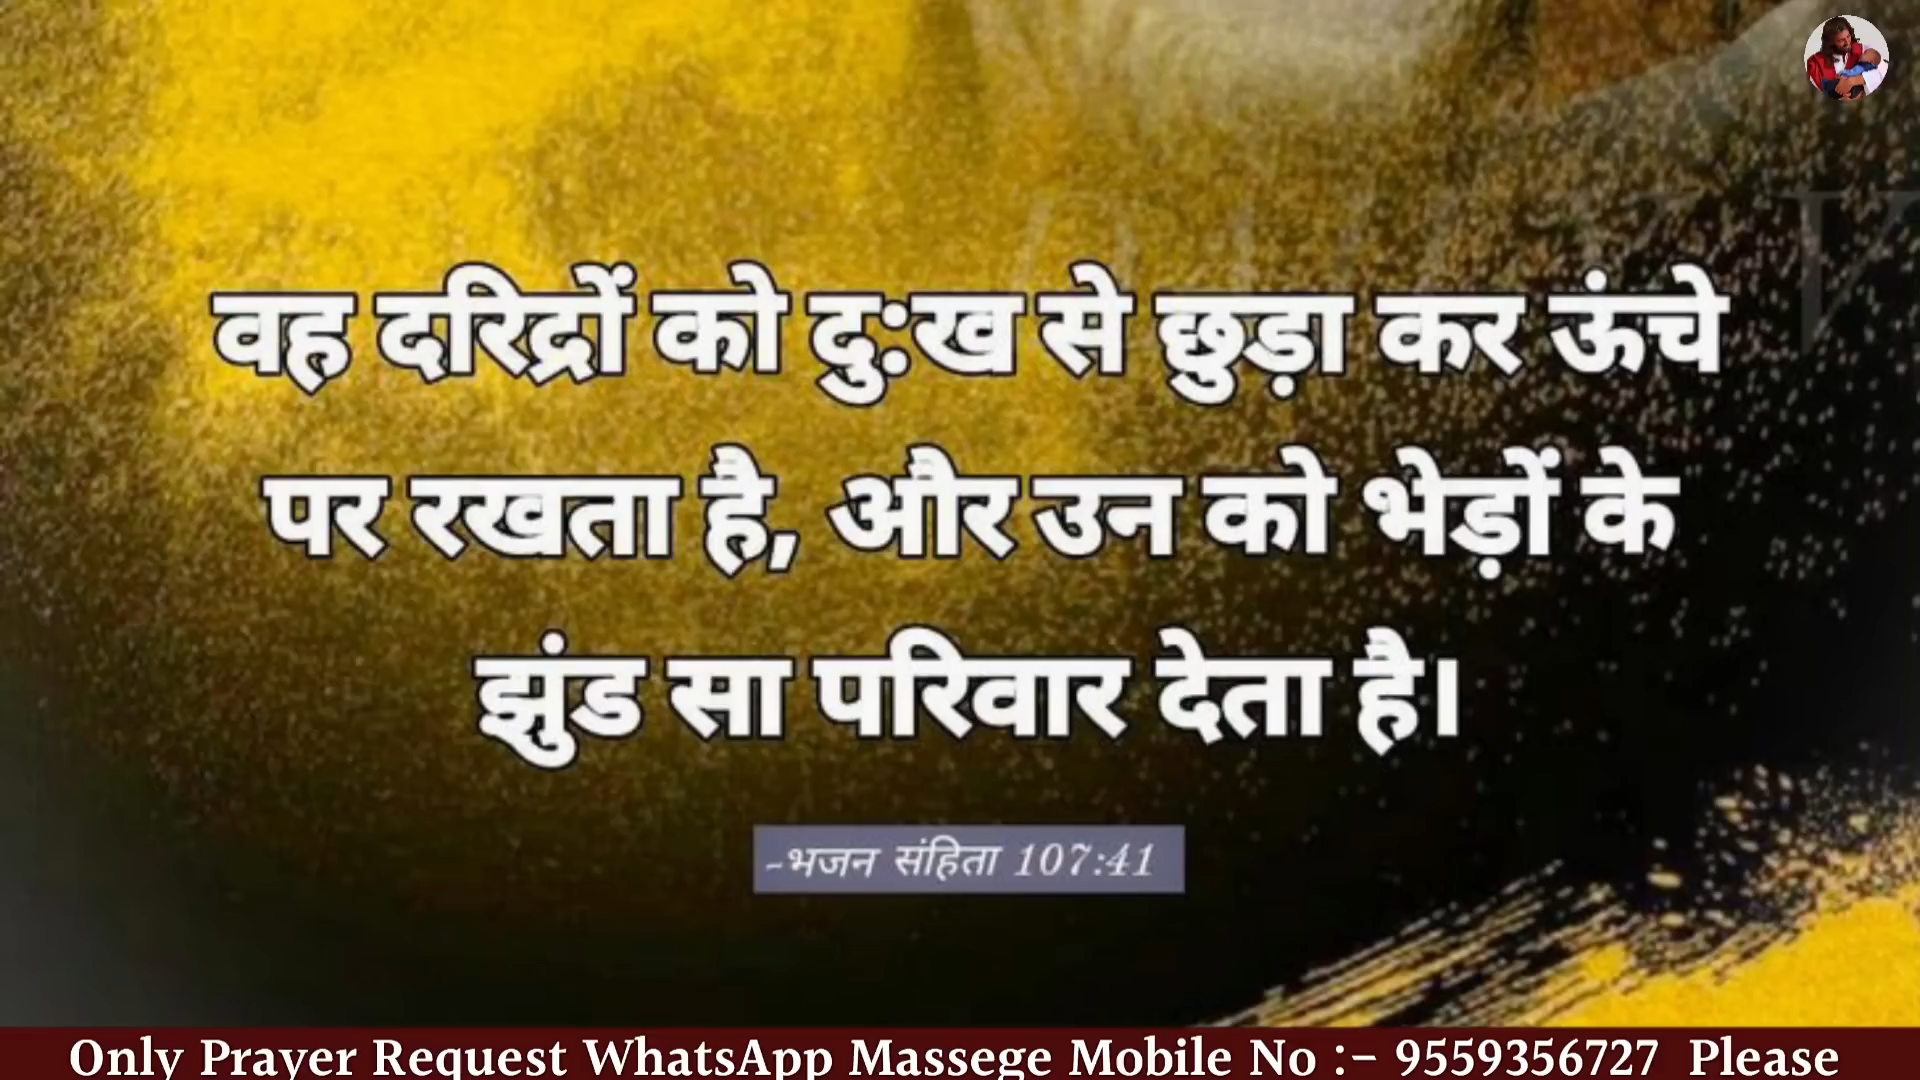 वह दरिद्रों को दु:ख से छुड़ा कर ऊंचे
पर रखता है, और उन को भेड़ों के
झुंड सा परिवार देता है।
-भजन संहिता 107:41
Only Prayer Request WhatsApp Massege Mobile No :- 9559356727 Please